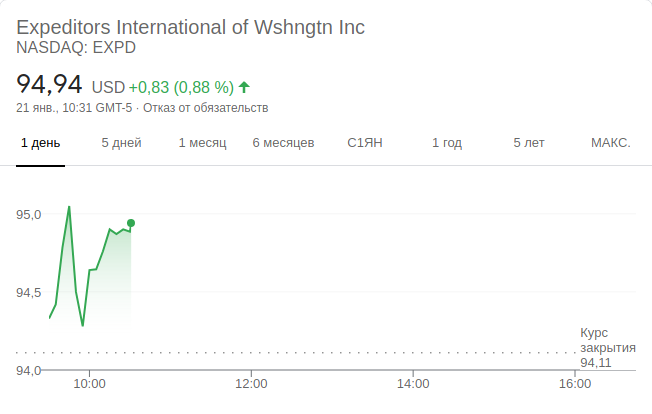 Expeditors International of Wshngtn Inc
NASDAQ: EXPD
94,94 USD +0,83 (0,88 %)
21 янв., 10:31 GMT-5 · Отказ от обязательств
1 день 5 дней 1 месяц 6 месяцев С1ЯН 1 год 5 лет МАКС.
95,0
94,5
Курс
закрытия
94,11
94,0
10:00 12:00 14:00 16:00